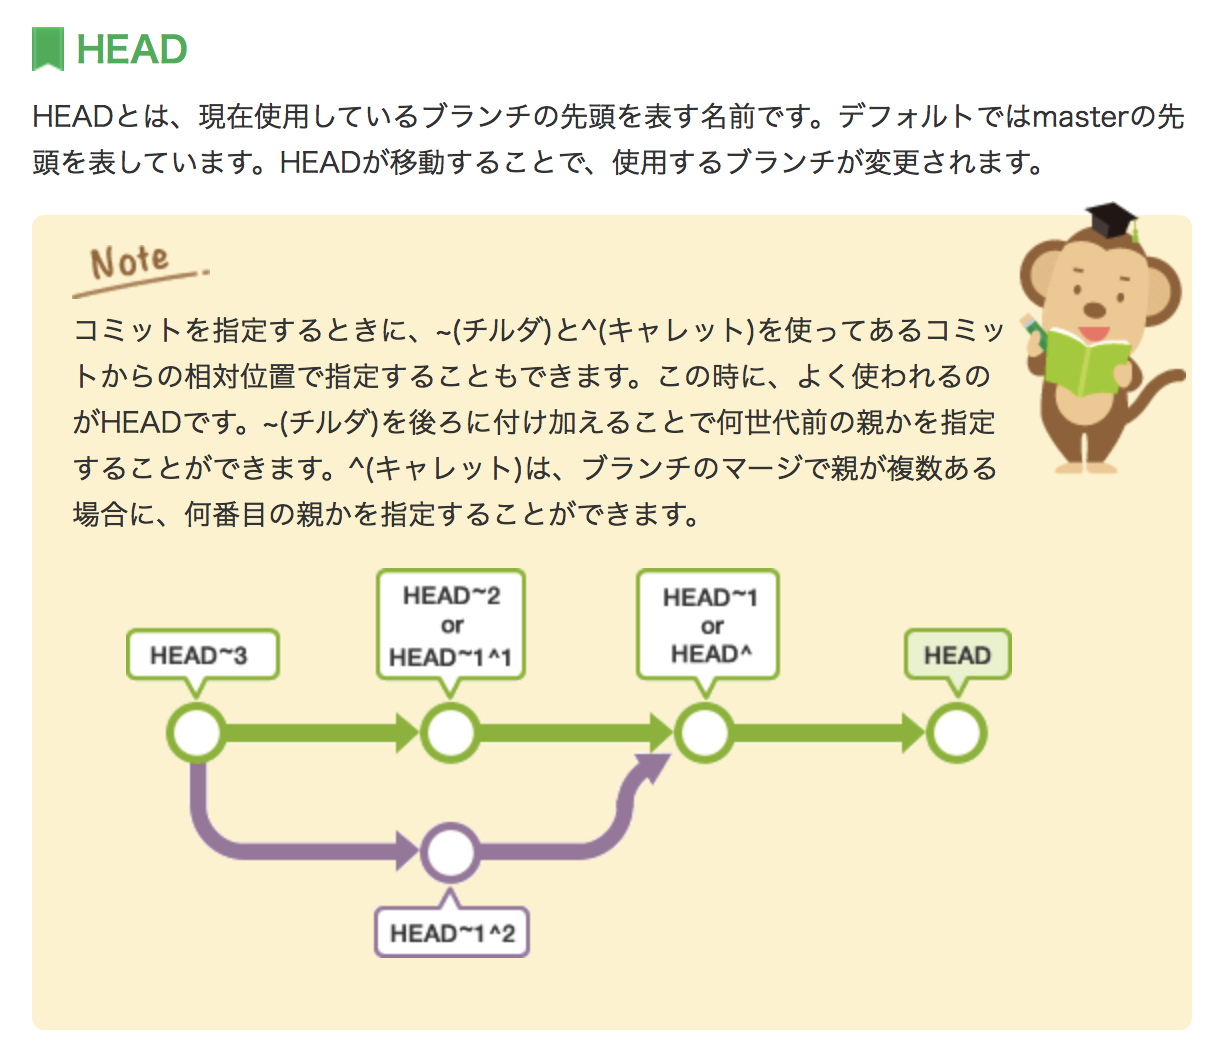 HEAD
HEADとは、現在使用しているブランチの先頭を表す名前です。デフォルトではmasterの先
頭を表しています。HEADが移動することで、使用するブランチが変更されます。
Note
コミットを指定するときに、~(チルダ)と^(キャレット)を使ってあるコミッ
トからの相対位置で指定することもできます。この時に、よく使われるの
がHEADです。~(チルダ)を後ろに付け加えることで何世代前の親かを指定
することができます。^(キャレット)は、ブランチのマージで親が複数ある
場合に、何番目の親かを指定することができます。
HEAD~3
HEAD~2
or
HEAD~1^1
HEAD~1
or
HEAD^
HEAD
HEAD~1^2